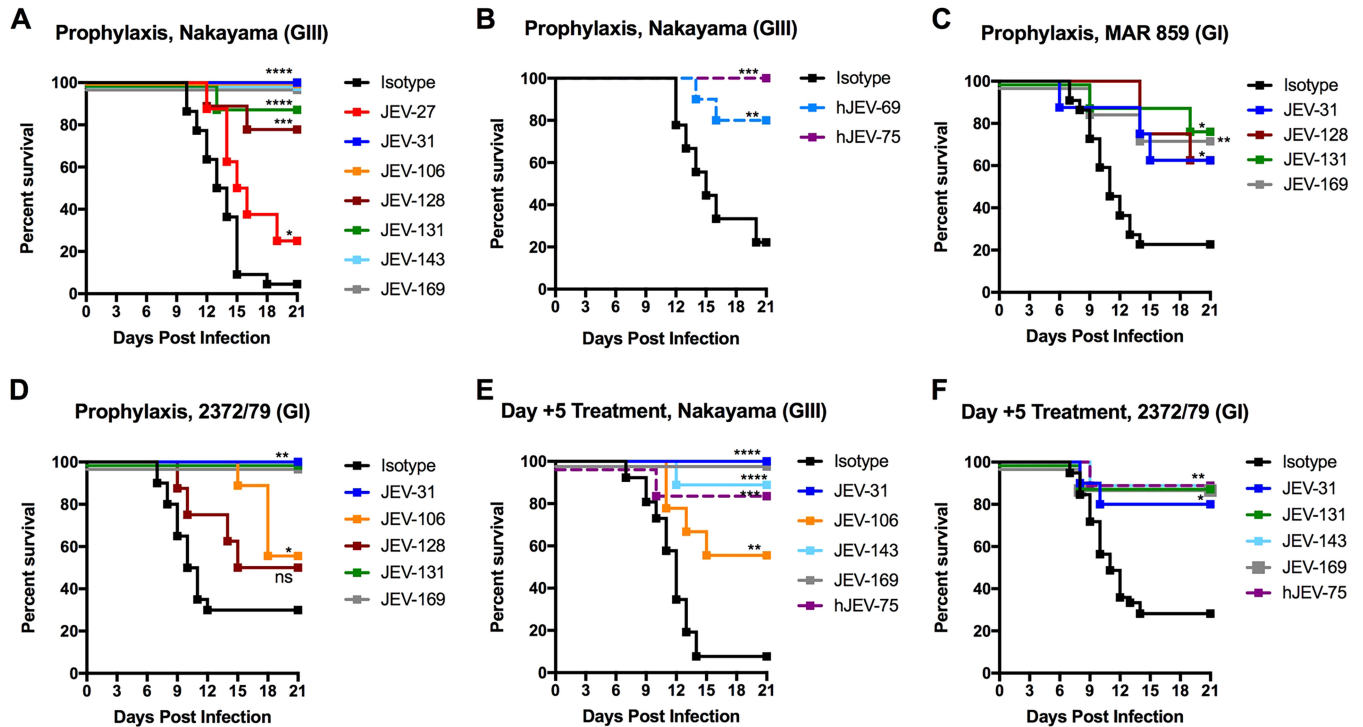 A
Prophylaxis, Nakayama (GIII)
Percent survival
100
80
60
40
20
0
0 3 6 9 12 15 18 21
Days Post Infection
****
****
***
*
Isotype
JEV-27
JEV-31
JEV-106
JEV-128
JEV-131
JEV-143
JEV-169
B
Prophylaxis, Nakayama (GIII)
Percent survival
100
80
60
40
20
0
0 3 6 9 12 15 18 21
Days Post Infection
***
**
Isotype
hJEV-69
hJEV-75
C
Prophylaxis, MAR 859 (GI)
Percent survival
100
80
60
40
20
0
0 3 6 9 12 15 18 21
Days Post Infection
*
**
*
Isotype
JEV-31
JEV-128
JEV-131
JEV-169
D
Prophylaxis, 2372/79 (GI)
Percent survival
100
80
60
40
20
0
0 3 6 9 12 15 18 21
Days Post Infection
**
*
ns
Isotype
JEV-31
JEV-106
JEV-128
JEV-131
JEV-169
E
Day +5 Treatment, Nakayama (GIII)
Percent survival
100
80
60
40
20
0
0 3 6 9 12 15 18 21
Days Post Infection
****
****
***
**
Isotype
JEV-31
JEV-106
JEV-143
JEV-169
hJEV-75
F
Day +5 Treatment, 2372/79 (GI)
Percent survival
100
80
60
40
20
0
0 3 6 9 12 15 18 21
Days Post Infection
**
*
Isotype
JEV-31
JEV-131
JEV-143
JEV-169
hJEV-75